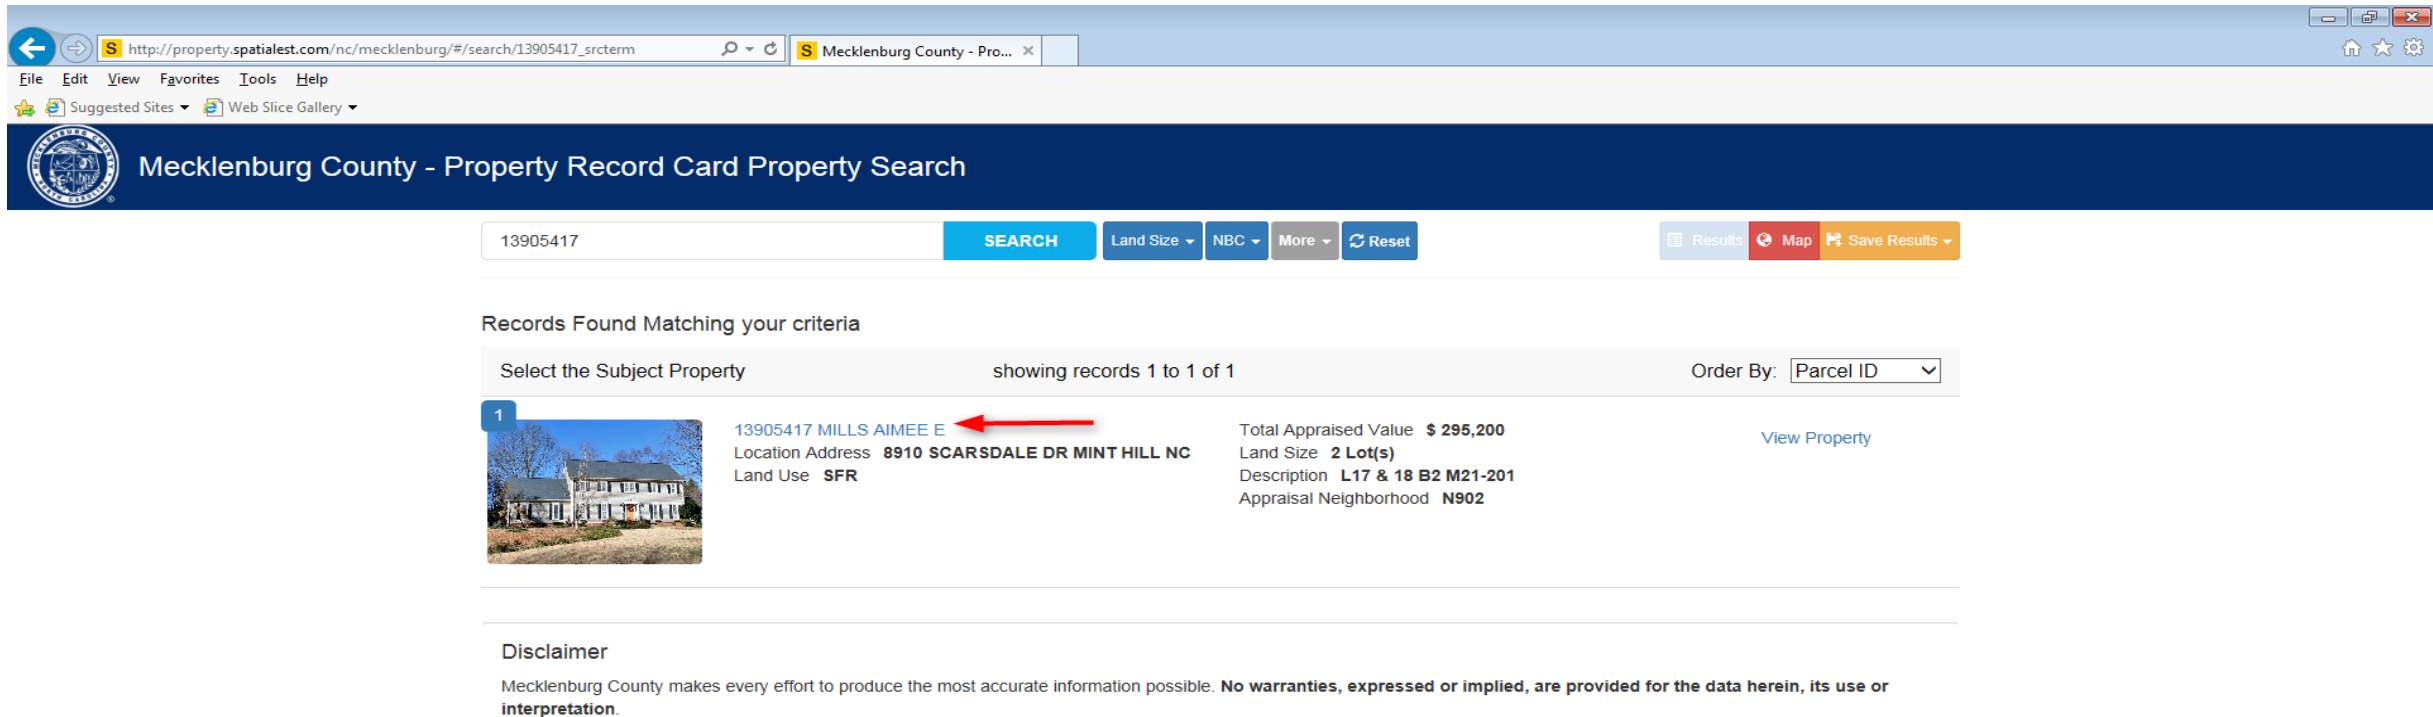 http://property.spatialest.com/nc/mecklenburg/#/search/13905417_srcterm
S Mecklenburg County - Pro...
File Edit View Favorites Tools Help
Suggested Sites Web Slice Gallery
Mecklenburg County - Property Record Card Property Search
13905417 SEARCH Land Size NBC More Reset Results Map Save Results
Records Found Matching your criteria
Select the Subject Property showing records 1 to 1 of 1 Order By: Parcel ID
1
13905417 MILLS AIMEE E
Location Address 8910 SCARSDALE DR MINT HILL NC
Land Use SFR
Total Appraised Value $ 295,200
Land Size 2 Lot(s)
Description L17 & 18 B2 M21-201
Appraisal Neighborhood N902
View Property
Disclaimer
Mecklenburg County makes every effort to produce the most accurate information possible. No warranties, expressed or implied, are provided for the data herein, its use or
interpretation.